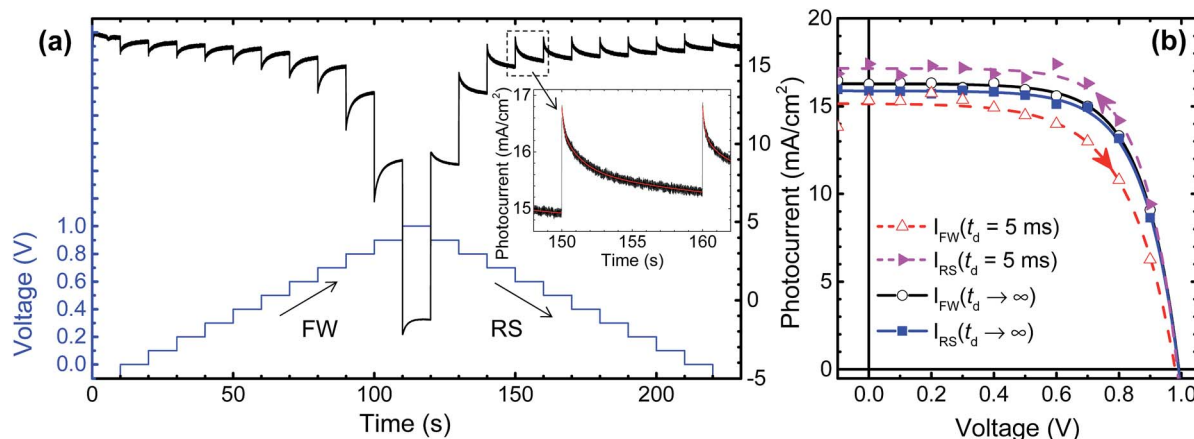 (a)
Voltage (V)
1.0
0.8
0.6
0.4
0.2
0.0
FW
RS
0 50 100 150 200
Time (s)
15
10
5
0
-5
Photocurrent (mA/cm²)
17
16
15
Photocurrent (mA/cm²)
150 155 160
Time (s)
(b)
20
15
10
5
0
I_FW(t_d = 5 ms)
I_RS(t_d = 5 ms)
I_FW(t_d → ∞)
I_RS(t_d → ∞)
0.0 0.2 0.4 0.6 0.8 1.0
Voltage (V)